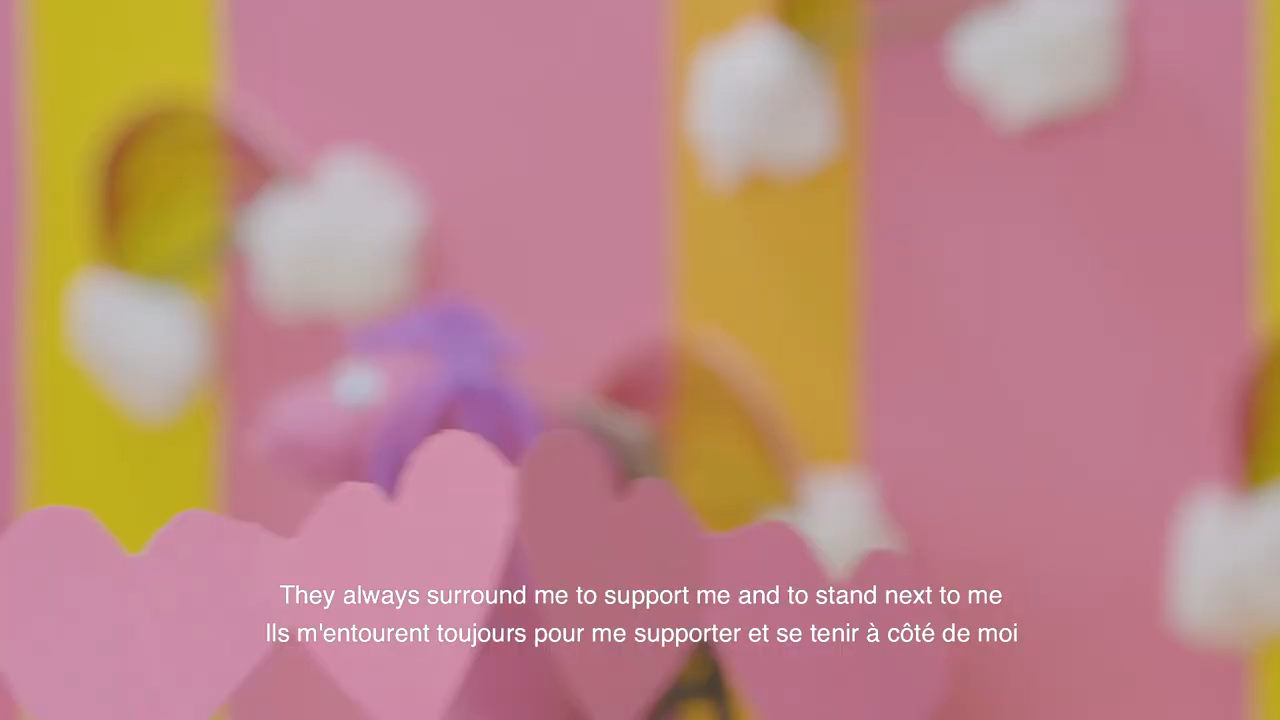 They always surround me to support me and to stand next to me
Ils m'entourent toujours pour me supporter et se tenir à côté de moi